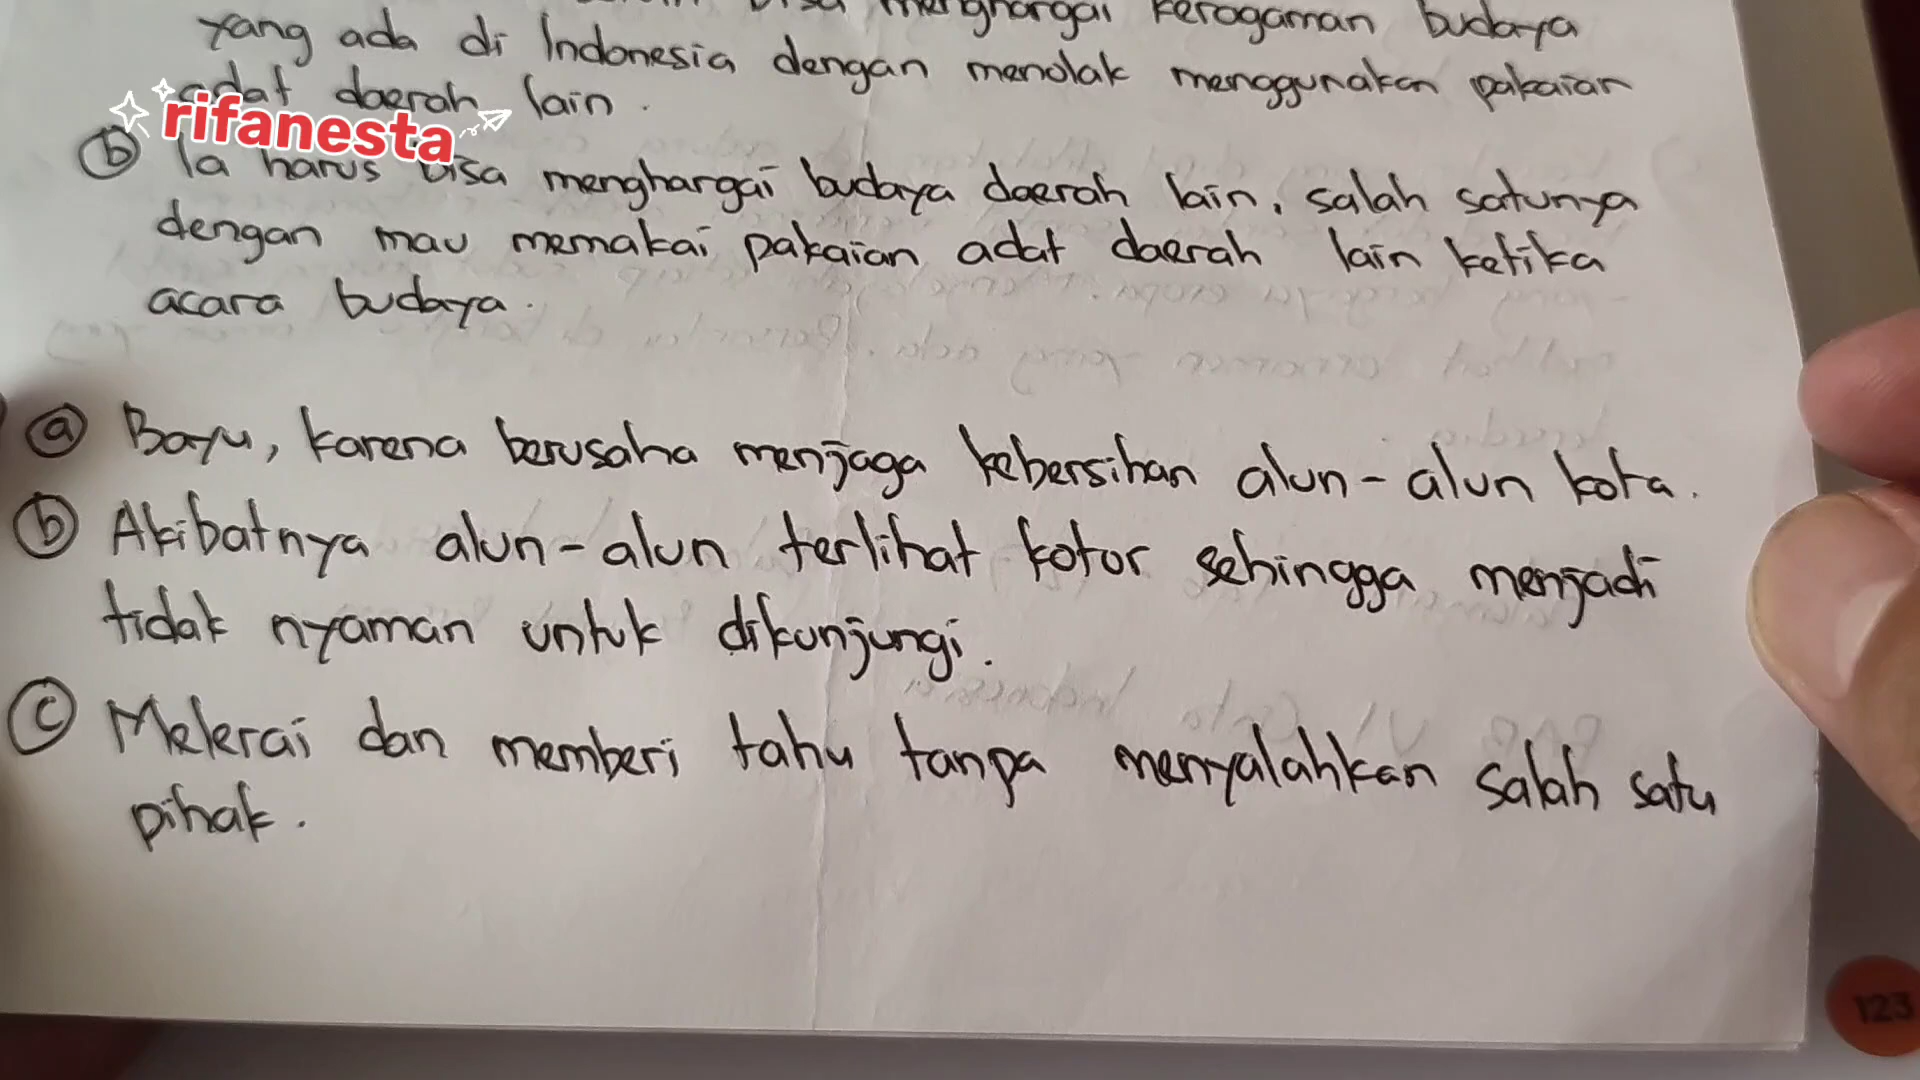 bisa menghargai keragaman budaya
yang ada di Indonesia dengan menolak menggunakan pakaian
adat daerah lain.
rifanesta
b Ia harus bisa menghargai budaya daerah lain, salah satunya
dengan mau memakai pakaian adat daerah lain ketika
acara budaya.
a Bayu, karena berusaha menjaga kebersihan alun-alun kota.
b Akibatnya alun-alun terlihat kotor sehingga menjadi
tidak nyaman untuk dikunjungi.
c Melerai dan memberi tahu tanpa menyalahkan salah satu
pihak.
123